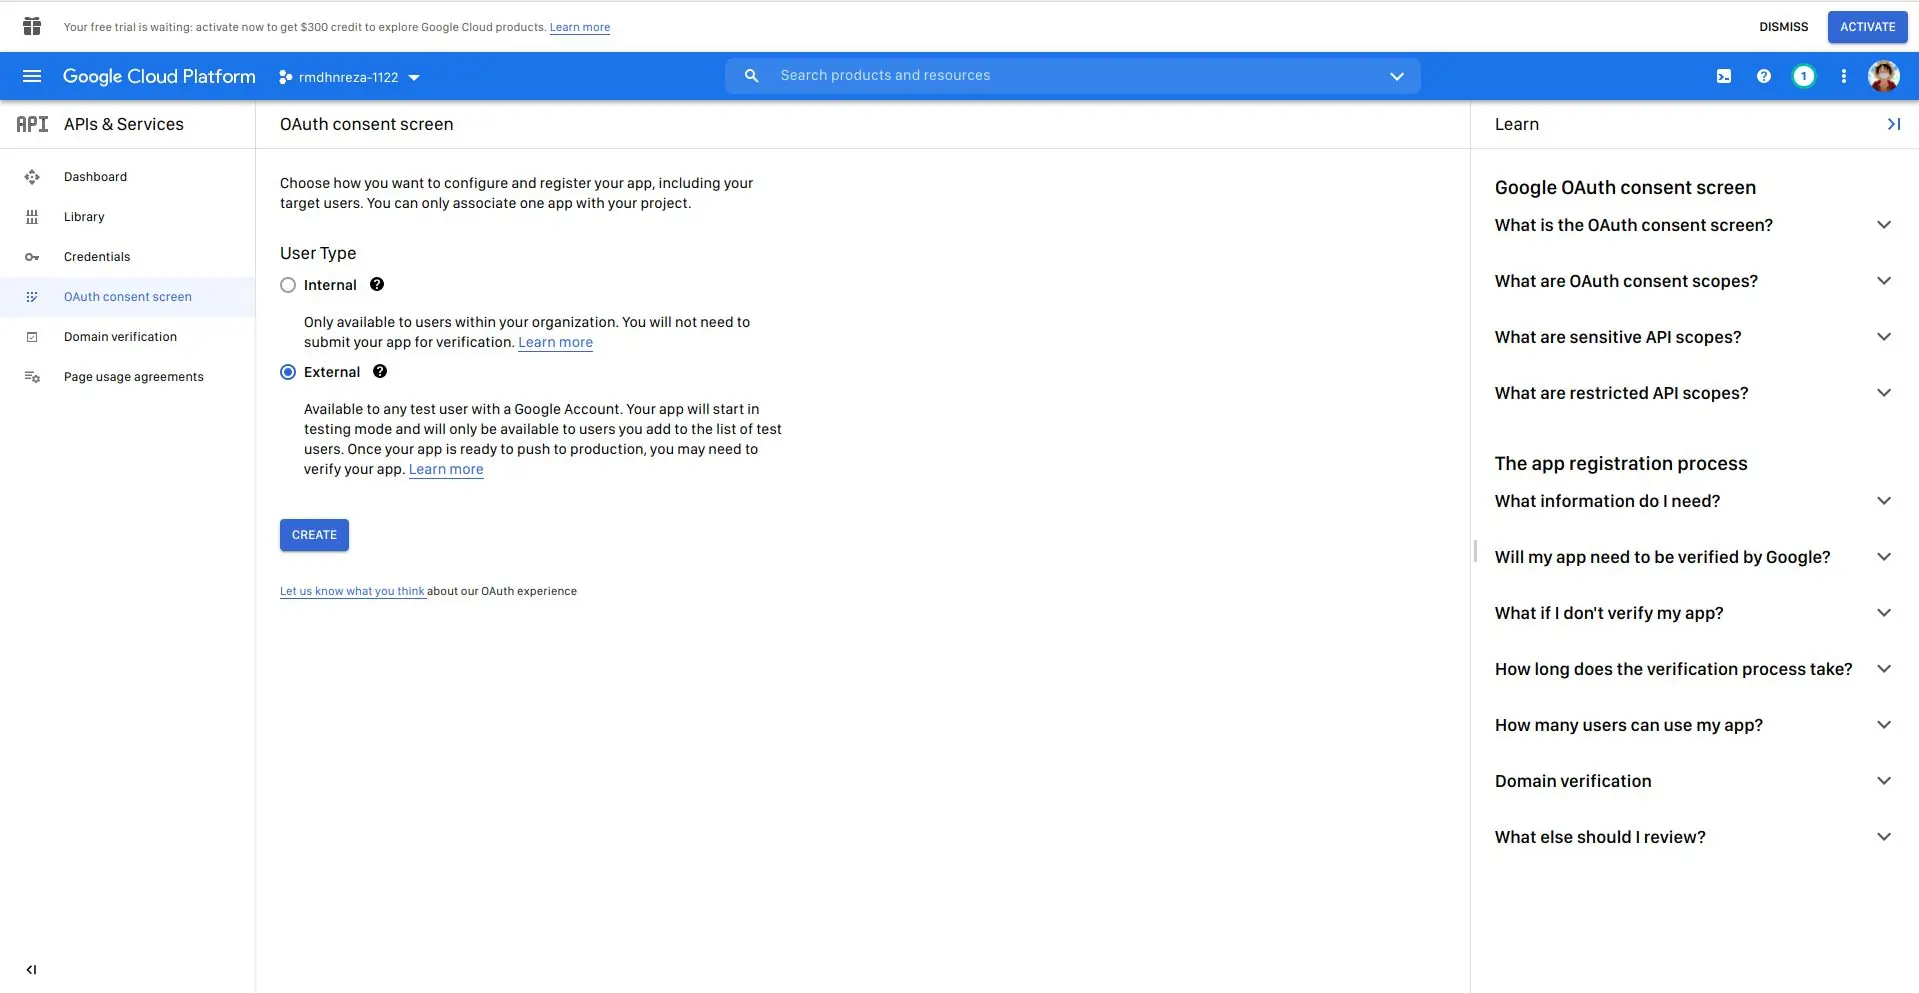 Your free trial is waiting: activate now to get $300 credit to explore Google Cloud products. Learn more
DISMISS
ACTIVATE
Google Cloud Platform
rmdhnreza-1122
Search products and resources
1
API
APIs & Services
Dashboard
Library
Credentials
OAuth consent screen
Domain verification
Page usage agreements
OAuth consent screen
Choose how you want to configure and register your app, including your
target users. You can only associate one app with your project.
User Type
Internal
Only available to users within your organization. You will not need to
submit your app for verification. Learn more
External
Available to any test user with a Google Account. Your app will start in
testing mode and will only be available to users you add to the list of test
users. Once your app is ready to push to production, you may need to
verify your app. Learn more
CREATE
Let us know what you think about our OAuth experience
Learn
Google OAuth consent screen
What is the OAuth consent screen?
What are OAuth consent scopes?
What are sensitive API scopes?
What are restricted API scopes?
The app registration process
What information do I need?
Will my app need to be verified by Google?
What if I don't verify my app?
How long does the verification process take?
How many users can use my app?
Domain verification
What else should I review?